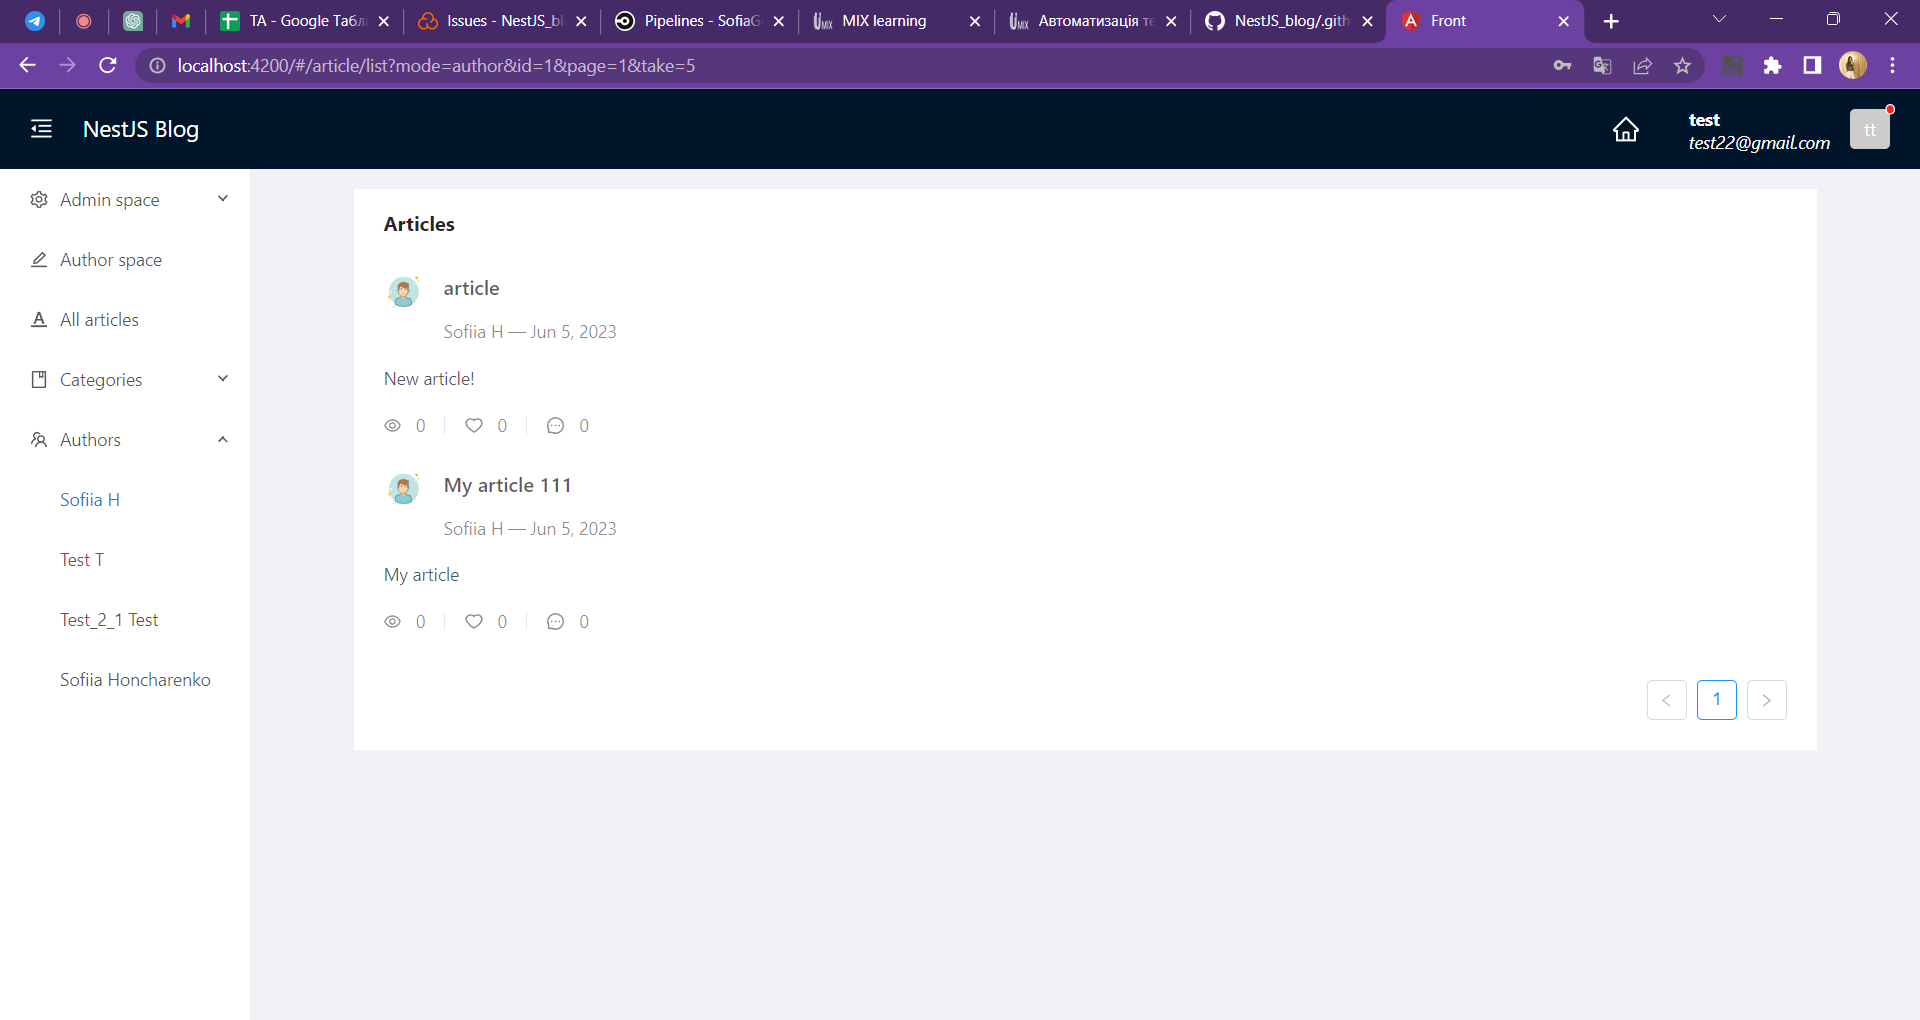 TA - Google Табл
Issues - NestJS_bl
Pipelines - SofiaG
MIX learning
Автоматизація те
NestJS_blog/.gith
Front
localhost:4200/#/article/list?mode=author&id=1&page=1&take=5
NestJS Blog
test
test22@gmail.com
tt
Admin space
Author space
All articles
Categories
Authors
Sofiia H
Test T
Test_2_1 Test
Sofiia Honcharenko
Articles
article
Sofiia H — Jun 5, 2023
New article!
0 0 0
My article 111
Sofiia H — Jun 5, 2023
My article
0 0 0
< 1 >